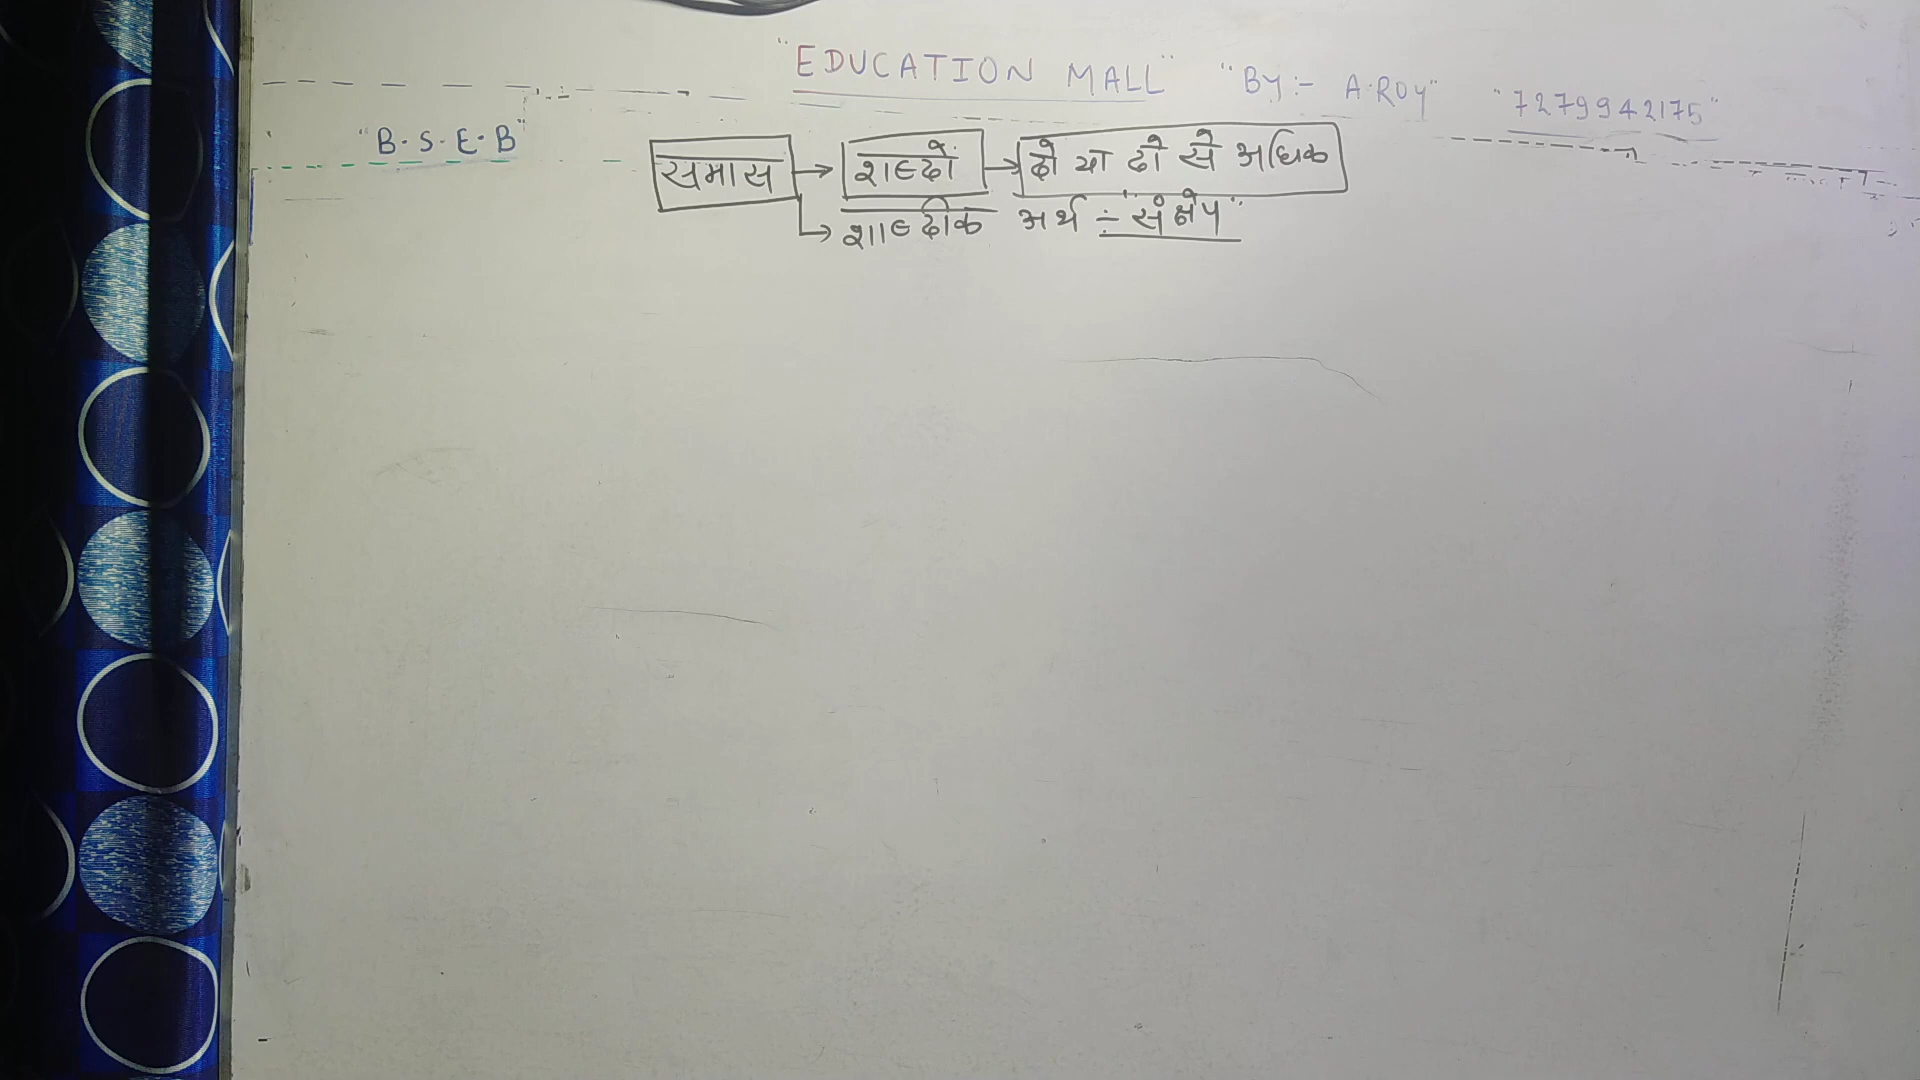 "EDUCATION MALL" "BY:- A.ROY" "7279942175"
"B.S.E.B"
समास → शब्दों → दो या दो से अधिक
↳ शाब्दीक अर्थ ÷ "संक्षेप"